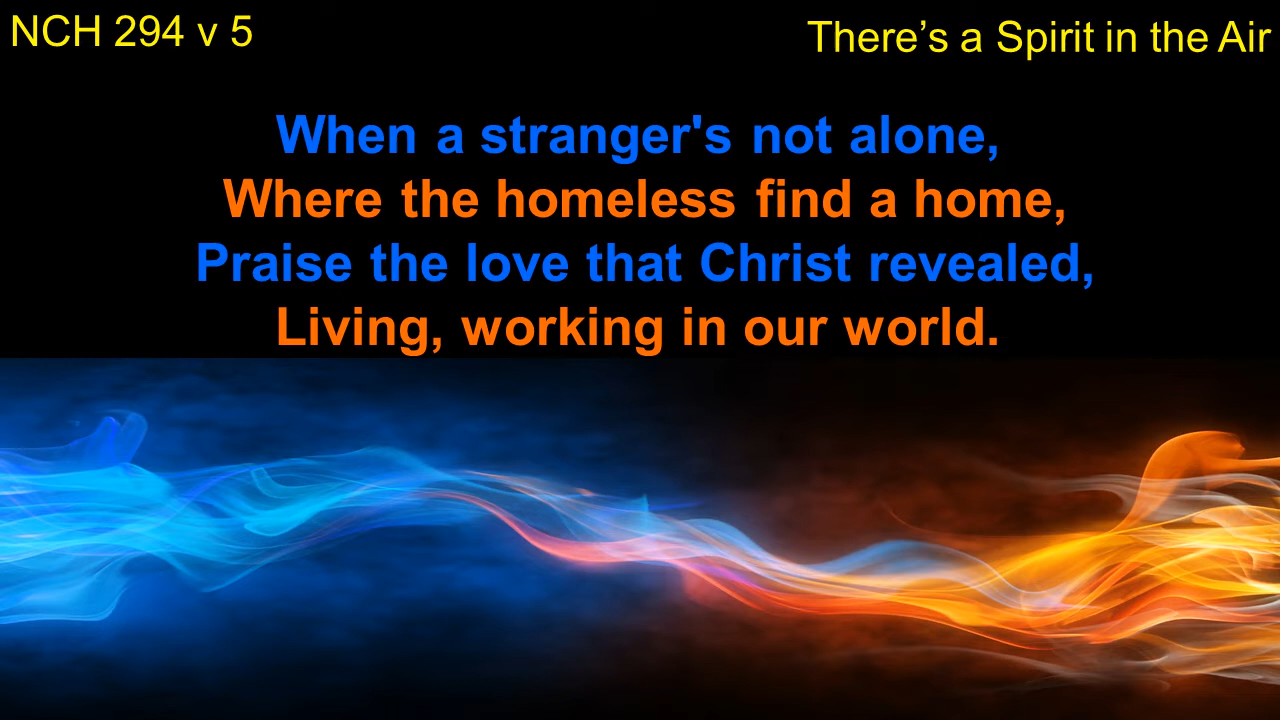 NCH 294 v 5
There’s a Spirit in the Air
When a stranger's not alone,
Where the homeless find a home,
Praise the love that Christ revealed,
Living, working in our world.